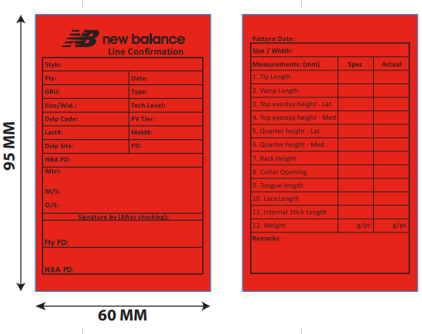 new balance
Line Confirmation
Style:
Fty: Date:
GBU: Type:
Size/Wid.: Tech Level:
Dvlp Code: PV Tier:
Last#: Mold#:
Dvlp Site: PD:
NBA PD:
Mtrl:
M/S:
O/S:
Signature by (After checking):
Fty PD:
NBA PD:
95 MM
60 MM
Pattern Date:
Size / Width:
Measurements: (mm) Spec Actual
1. Tip Length
2. Vamp Length
3. Top eyestay height - Lat
4. Top eyestay height - Med
5. Quarter height - Lat
6. Quarter height - Med
7. Back Height
8. Collar Opening
9. Tongue length
10. Lace Length
11. Internal Stick Length
12. Weight g/pc g/pc
Remarks: